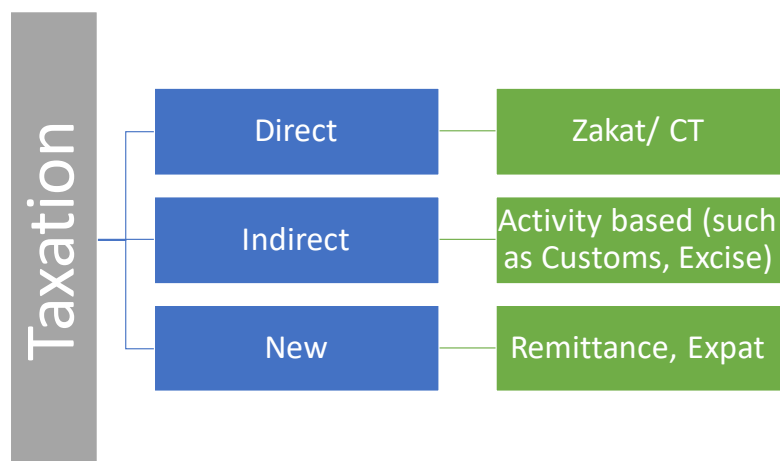 Taxation
Direct
Zakat/ CT
Indirect
Activity based (such
as Customs, Excise)
New
Remittance, Expat